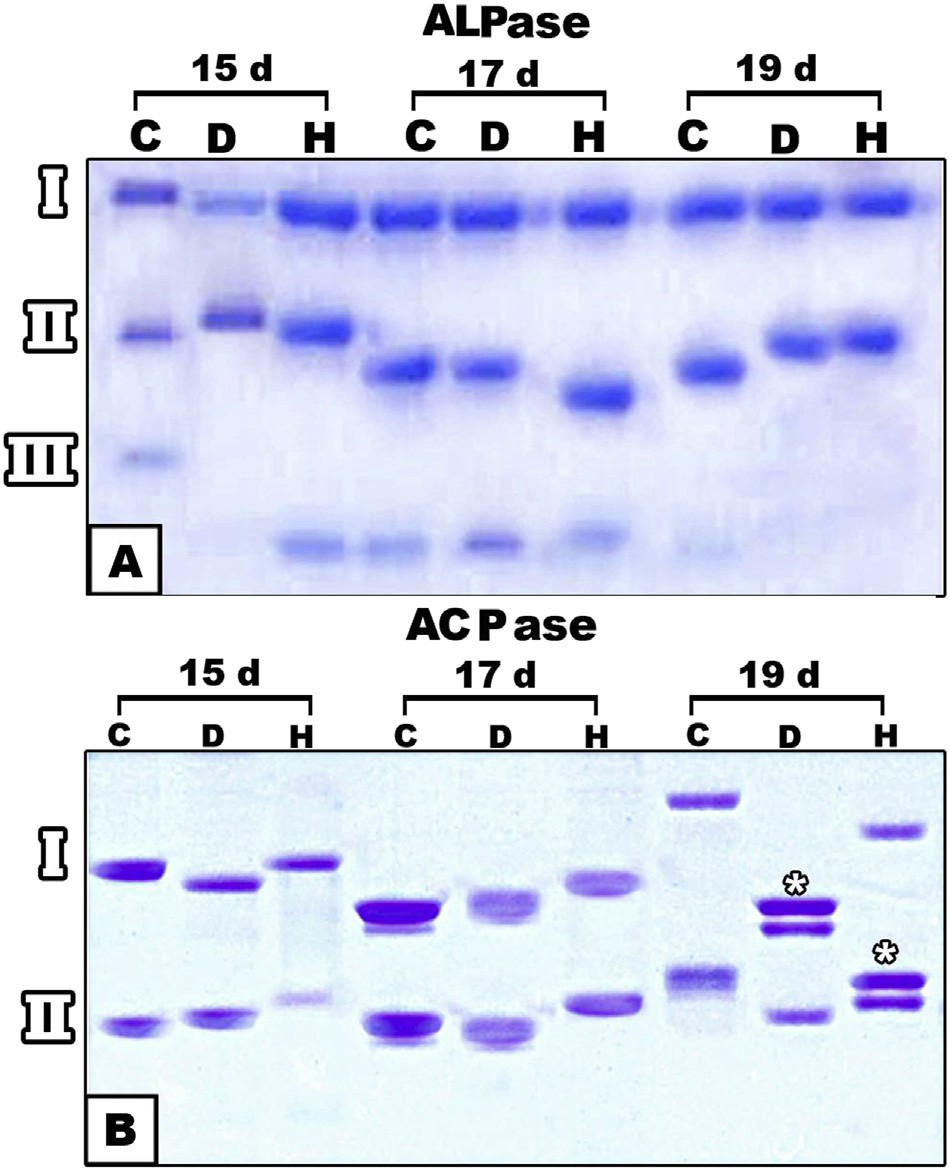 ALPase
15 d 17 d 19 d
C D H C D H C D H
I
II
III
A
ACPase
15 d 17 d 19 d
C D H C D H C D H
I
*
*
II
B